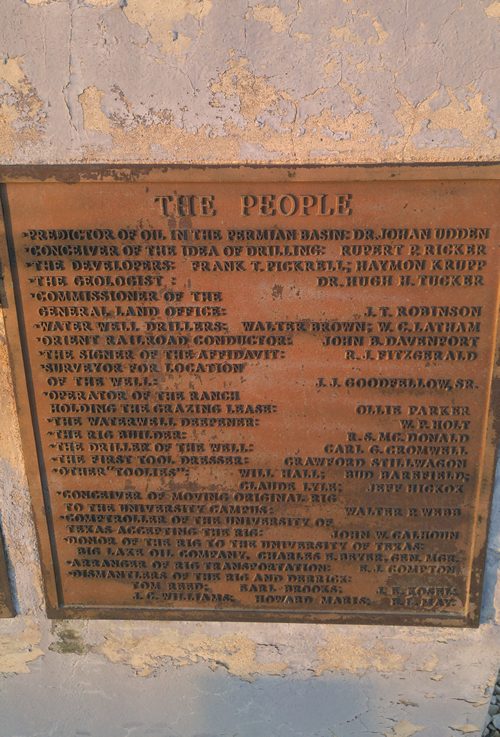 THE PEOPLE
*PREDICTOR OF OIL IN THE PERMIAN BASIN: DR. JOHAN UDDEN
*CONCEIVER OF THE IDEA OF DRILLING: RUPERT P. RICKER
*THE DEVELOPERS: FRANK T. PICKRELL; HAYMON KRUPP
*THE GEOLOGIST: DR. HUGH H. TUCKER
*COMMISSIONER OF THE
GENERAL LAND OFFICE: J. T. ROBINSON
*WATER WELL DRILLERS: WALTER BROWN; W. C. LATHAM
*ORIENT RAILROAD CONDUCTOR: JOHN B. DAVENPORT
*THE SIGNER OF THE AFFIDAVIT: R. J. FITZGERALD
*SURVEYOR FOR LOCATION
OF THE WELL: J. J. GOODFELLOW, SR.
*OPERATOR OF THE RANCH
HOLDING THE GRAZING LEASE: OLLIE PARKER
*THE WATERWELL DEEPENER: W. P. HOLT
*THE RIG BUILDER: R. S. MC. DONALD
*THE DRILLER OF THE WELL: CARL G. CROMWELL
*THE FIRST TOOL DRESSER: CRAWFORD STILLWAGON
*OTHER "TOOLIES": WILL HALL; BUD BAREFIELD;
CLAUDE LYLE; JEFF HICKOX
*CONCEIVER OF MOVING ORIGINAL RIG
TO THE UNIVERSITY CAMPUS: WALTER P. WEBB
*COMPTROLLER OF THE UNIVERSITY OF
TEXAS ACCEPTING THE RIG: JOHN W. CALHOUN
*DONOR OF THE RIG TO THE UNIVERSITY OF TEXAS:
BIG LAKE OIL COMPANY, CHARLES E. BEYER, GEN. MGR.
*ARRANGER OF RIG TRANSPORTATION: E. J. COMPTON
*DISMANTLERS OF THE RIG AND DERRICK:
TOM REED; EARL BROOKS; J. E. ROSEL;
J. C. WILLIAMS; HOWARD MARIS; R. L. MAY.